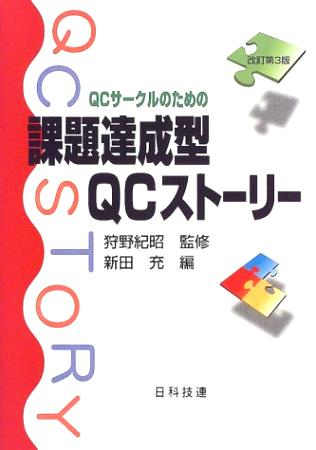 改訂第3版
QCサークルのための
課題達成型
QCストーリー
狩野紀昭 監修
新田 充 編
日科技連
QC STORY